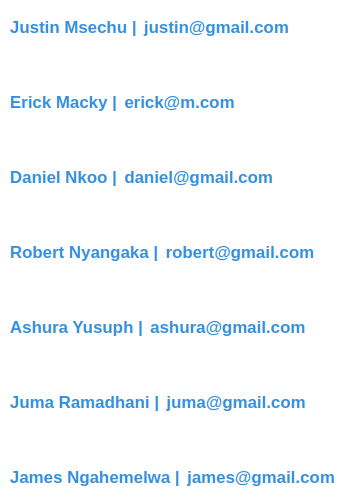 Justin Msechu | justin@gmail.com
Erick Macky | erick@m.com
Daniel Nkoo | daniel@gmail.com
Robert Nyangaka | robert@gmail.com
Ashura Yusuph | ashura@gmail.com
Juma Ramadhani | juma@gmail.com
James Ngahemelwa | james@gmail.com